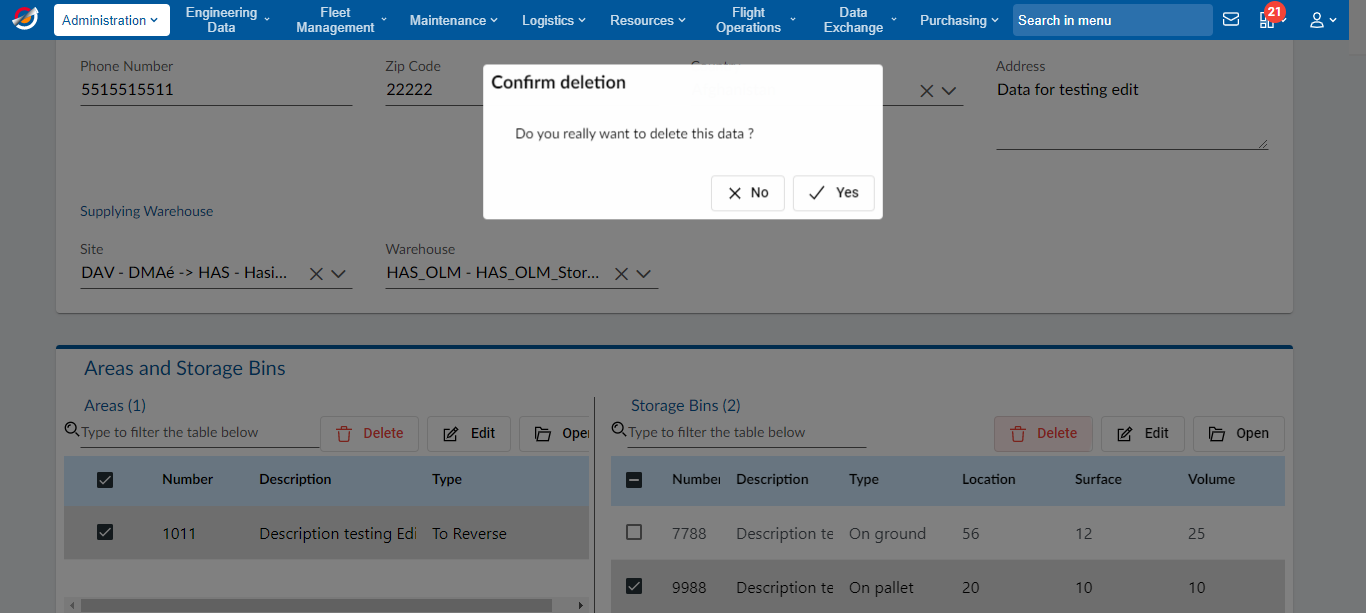 Administration
Engineering
Data
Fleet
Management
Maintenance
Logistics
Resources
Flight
Operations
Data
Exchange
Purchasing
Search in menu
21
Phone Number
Zip Code
Address
5515515511
22222
Data for testing edit
Confirm deletion
Do you really want to delete this data ?
No
Yes
Supplying Warehouse
Site
Warehouse
DAV - DMAé -> HAS - Hasi...
HAS_OLM - HAS_OLM_Stor...
Areas and Storage Bins
Areas (1)
Type to filter the table below
Delete
Edit
Open
Number Description Type
1011 Description testing Edi To Reverse
Storage Bins (2)
Type to filter the table below
Delete
Edit
Open
Number Description Type Location Surface Volume
7788 Description te On ground 56 12 25
9988 Description te On pallet 20 10 10